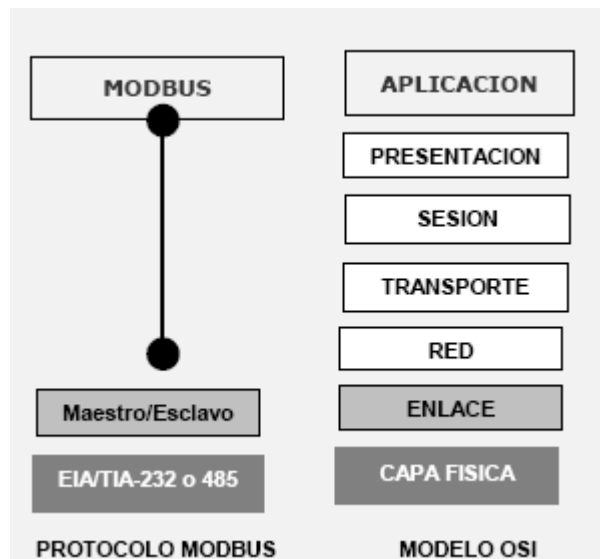 MODBUS
APLICACION
PRESENTACION
SESION
TRANSPORTE
RED
Maestro/Esclavo
ENLACE
EIA/TIA-232 o 485
CAPA FISICA
PROTOCOLO MODBUS
MODELO OSI